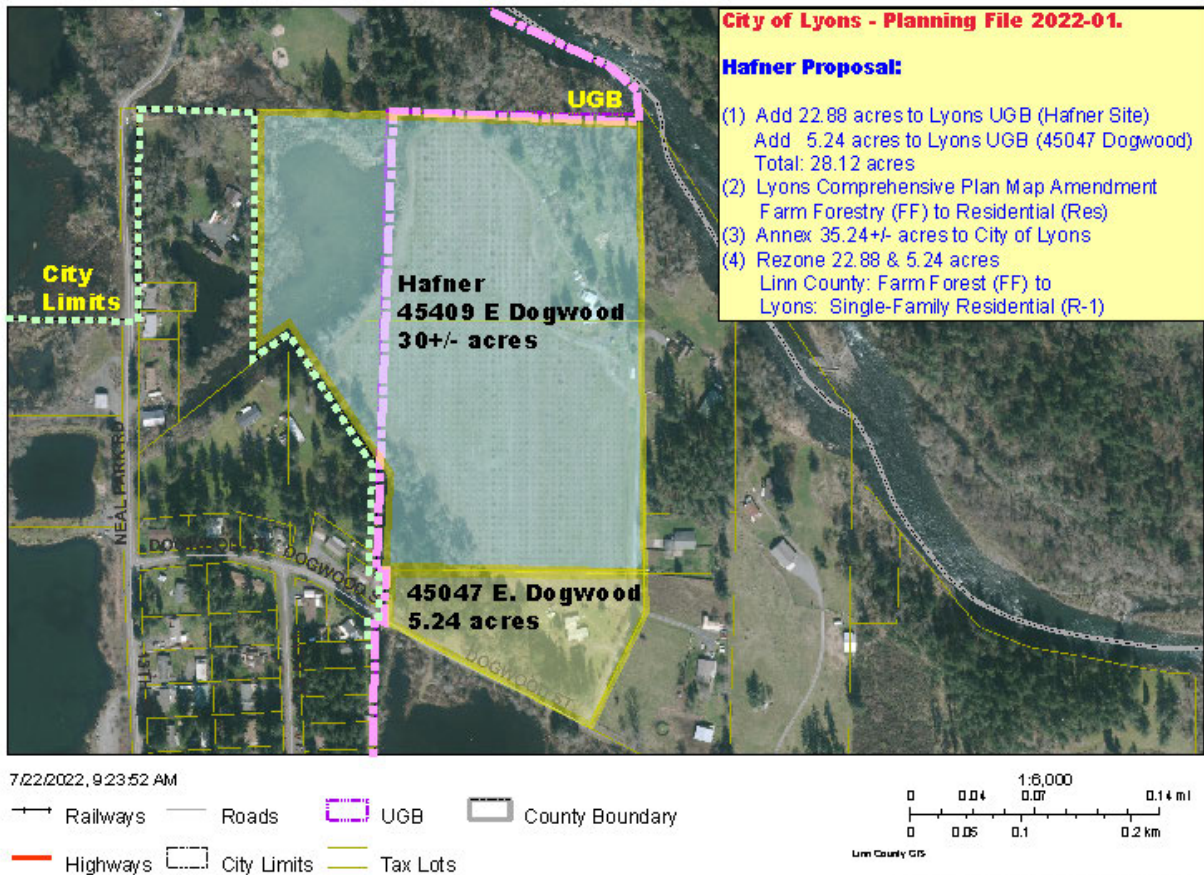 City of Lyons - Planning File 2022-01.
Hafner Proposal:
(1) Add 22.88 acres to Lyons UGB (Hafner Site)
Add 5.24 acres to Lyons UGB (45047 Dogwood)
Total: 28.12 acres
(2) Lyons Comprehensive Plan Map Amendment
Farm Forestry (FF) to Residential (Res)
(3) Annex 35.24+/- acres to City of Lyons
(4) Rezone 22.88 & 5.24 acres
Linn County: Farm Forest (FF) to
Lyons: Single-Family Residential (R-1)
UGB
City
Limits
Hafner
45409 E Dogwood
30+/- acres
NEAL PARK RD
DOGWOOD
45047 E. Dogwood
5.24 acres
DOGWOOD ST
7/22/2022, 9:23:52 AM
Railways
Roads
UGB
County Boundary
Highways
City Limits
Tax Lots
1:6,000
0 0.04 0.07 0.14 mi
0 0.05 0.1 0.2 km
Linn County GIS